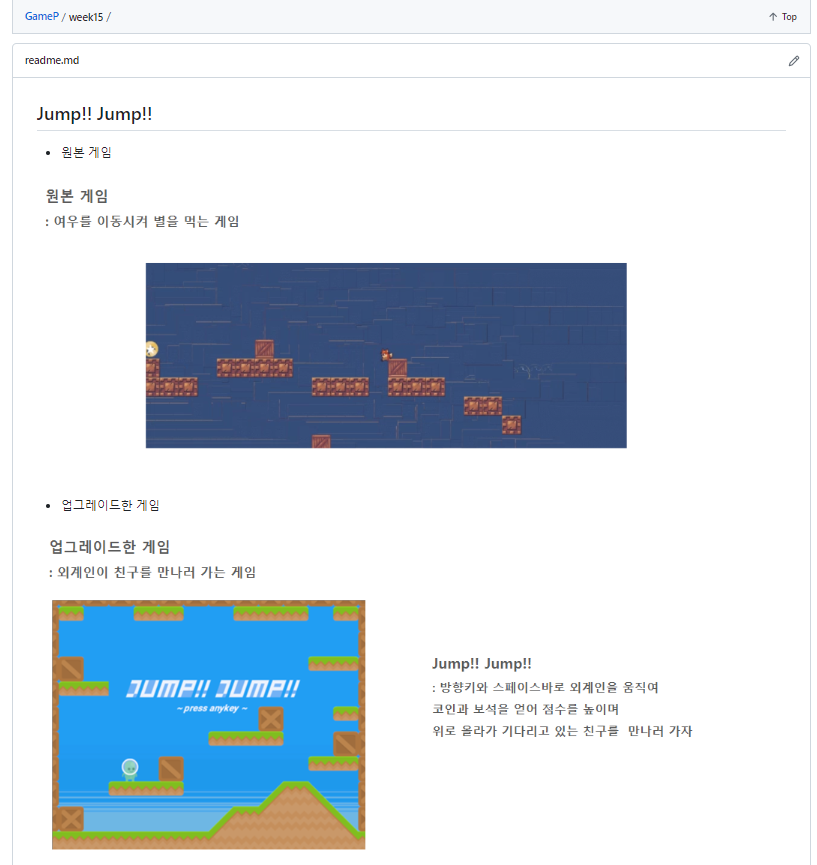 GameP / week15 /
Top
readme.md
Jump!! Jump!!
원본 게임
원본 게임
: 여우를 이동시켜 별을 먹는 게임
업그레이드한 게임
업그레이드한 게임
: 외계인이 친구를 만나러 가는 게임
JUMP!! JUMP!!
~ press anykey ~
Jump!! Jump!!
: 방향키와 스페이스바로 외계인을 움직여
코인과 보석을 얻어 점수를 높이며
위로 올라가 기다리고 있는 친구를 만나러 가자